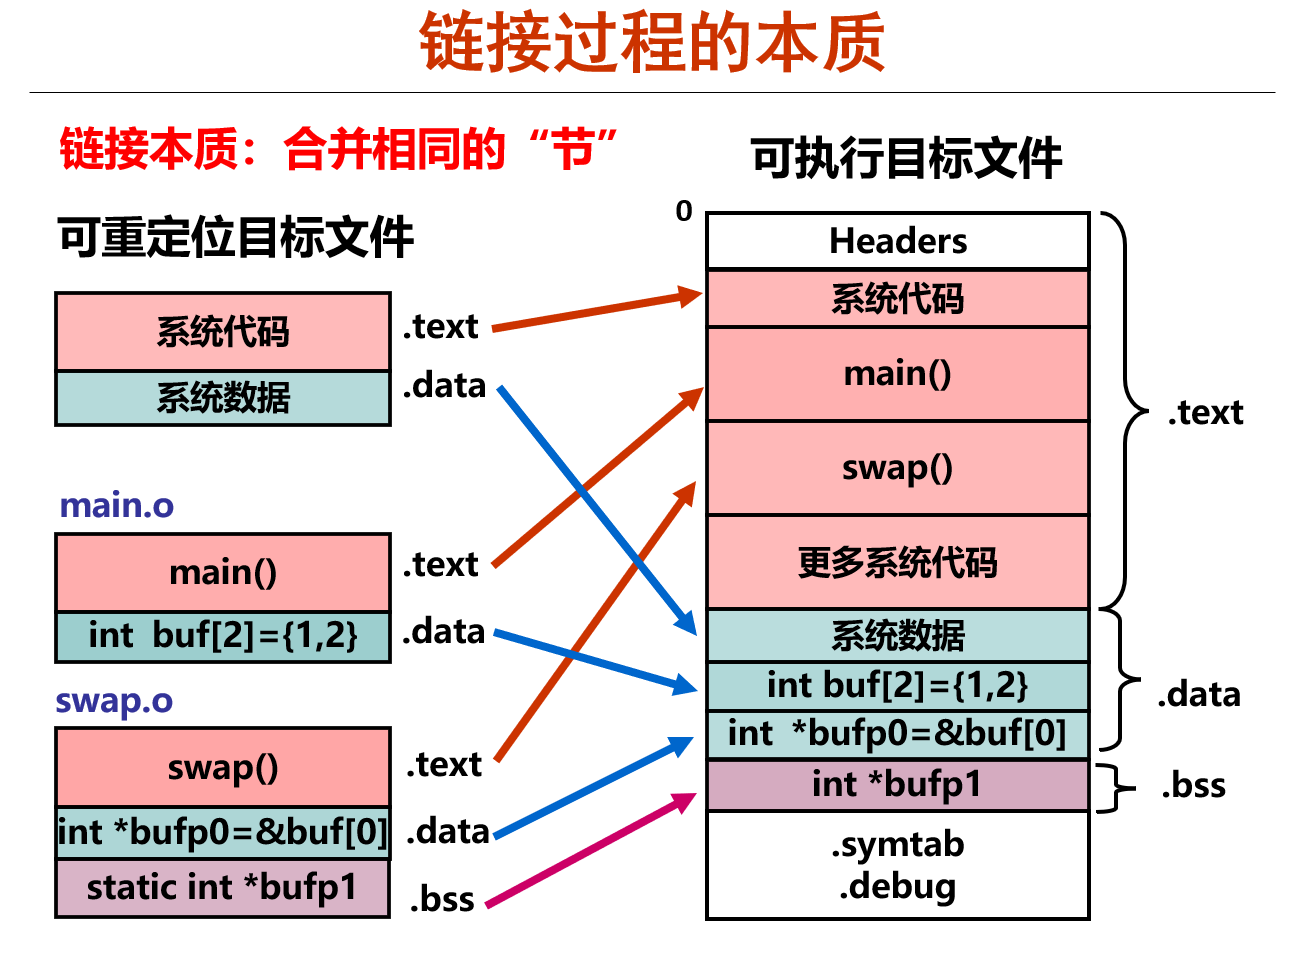 链接过程的本质
链接本质：合并相同的“节”
可重定位目标文件
系统代码
.text
系统数据
.data
main.o
main()
.text
int  buf[2]={1,2}
.data
swap.o
swap()
.text
int *bufp0=&buf[0]
.data
static int *bufp1
.bss
可执行目标文件
0
Headers
系统代码
main()
swap()
更多系统代码
.text
系统数据
int buf[2]={1,2}
int  *bufp0=&buf[0]
.data
int *bufp1
.bss
.symtab
.debug